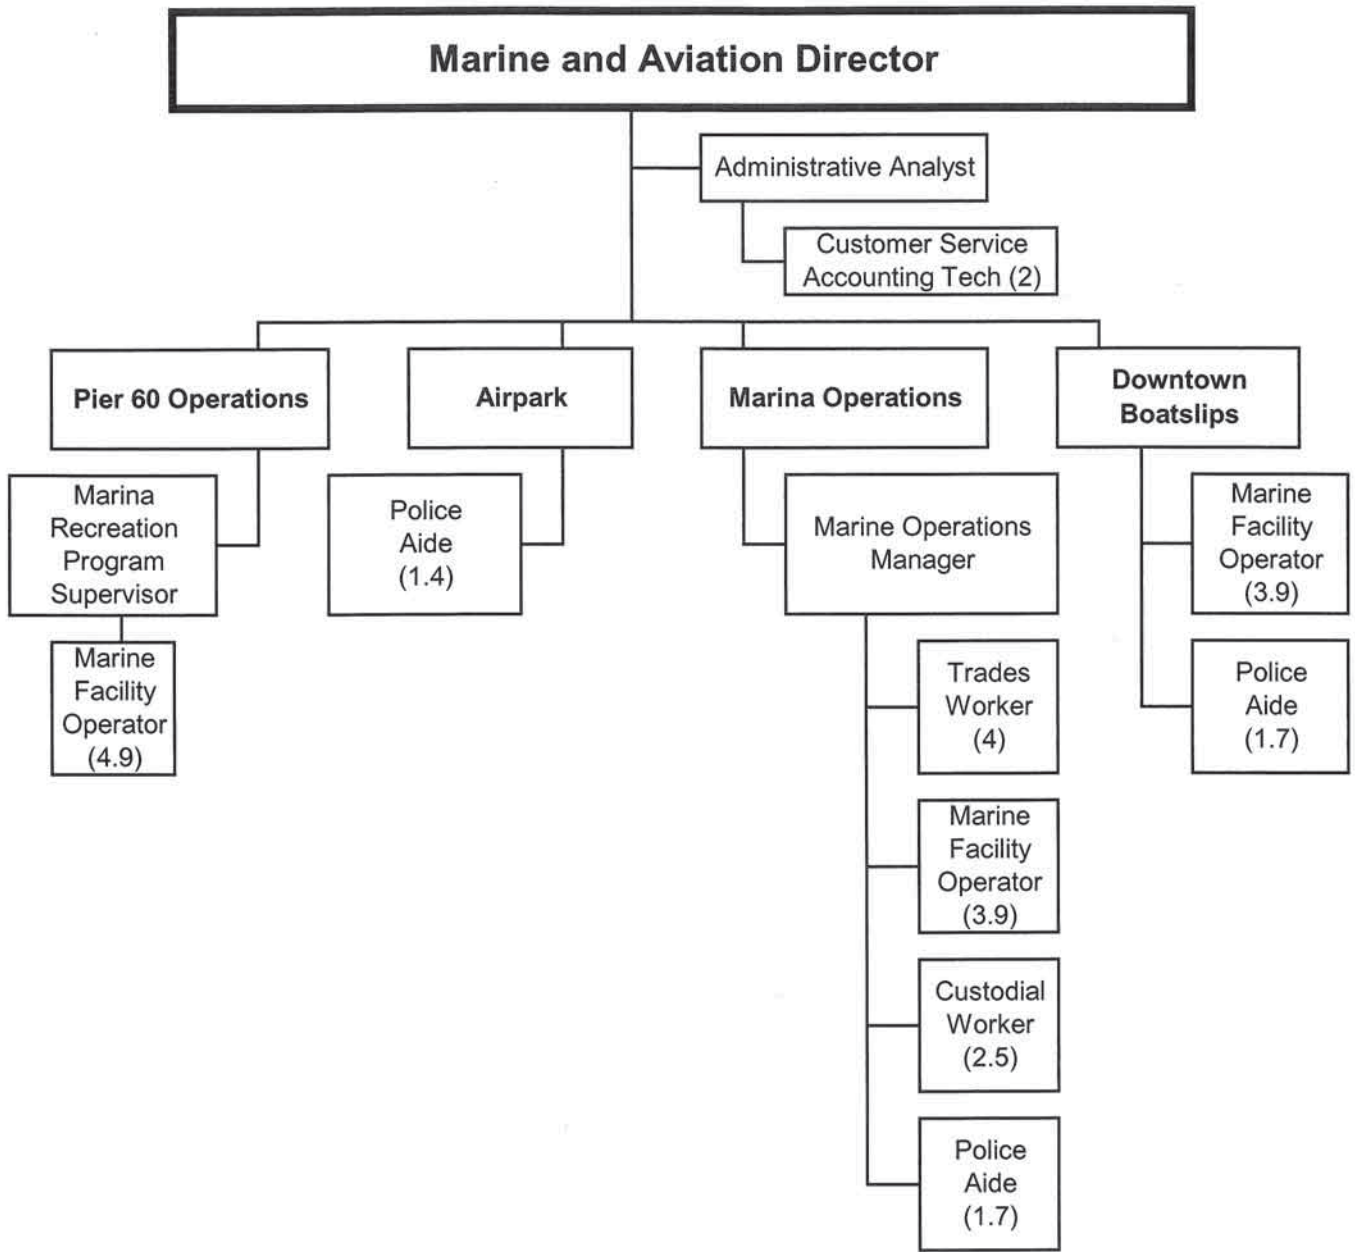 Marine and Aviation Director
Administrative Analyst
Customer Service
Accounting Tech (2)
Pier 60 Operations
Airpark
Marina Operations
Downtown
Boatslips
Marina
Recreation
Program
Supervisor
Marine
Facility
Operator
(4.9)
Police
Aide
(1.4)
Marine Operations
Manager
Trades
Worker
(4)
Marine
Facility
Operator
(3.9)
Custodial
Worker
(2.5)
Police
Aide
(1.7)
Marine
Facility
Operator
(3.9)
Police
Aide
(1.7)